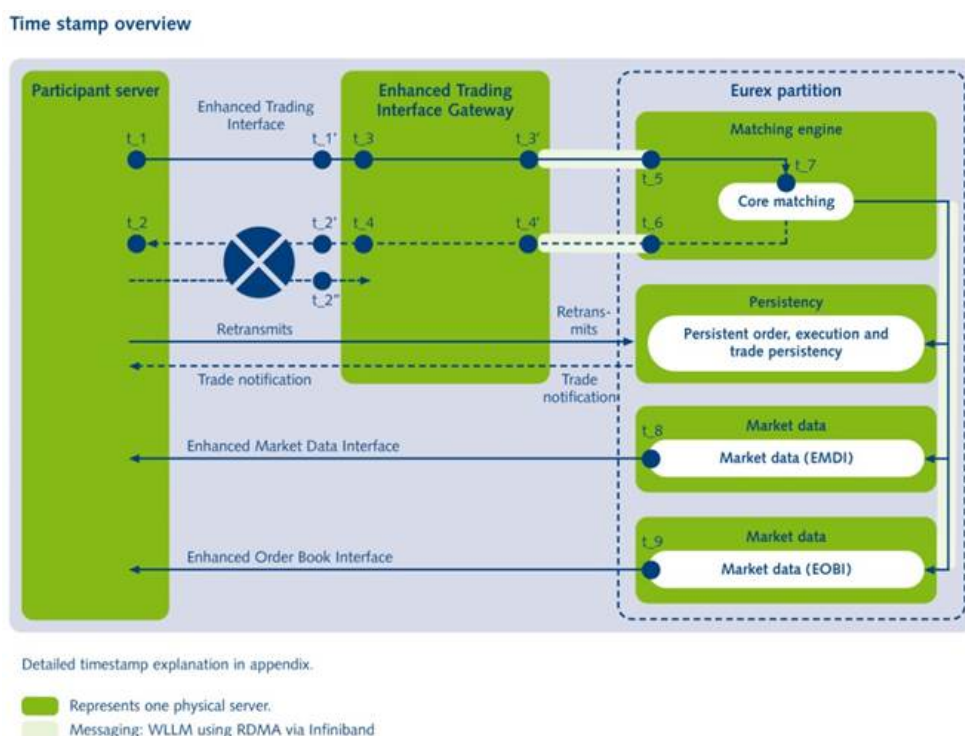 Time stamp overview
Participant server
Enhanced Trading
Interface
Enhanced Trading
Interface Gateway
Eurex partition
Matching engine
t_1
t_1'
t_3
t_3'
t_5
t_7
Core matching
t_2
t_2'
t_4
t_4'
t_6
t_2"
Retransmits
Retrans-
mits
Trade notification
Trade
notification
Persistency
Persistent order, execution and
trade persistency
Enhanced Market Data Interface
t_8
Market data
Market data (EMDI)
Enhanced Order Book Interface
t_9
Market data
Market data (EOBI)
Detailed timestamp explanation in appendix.
Represents one physical server.
Messaging: WLLM using RDMA via Infiniband